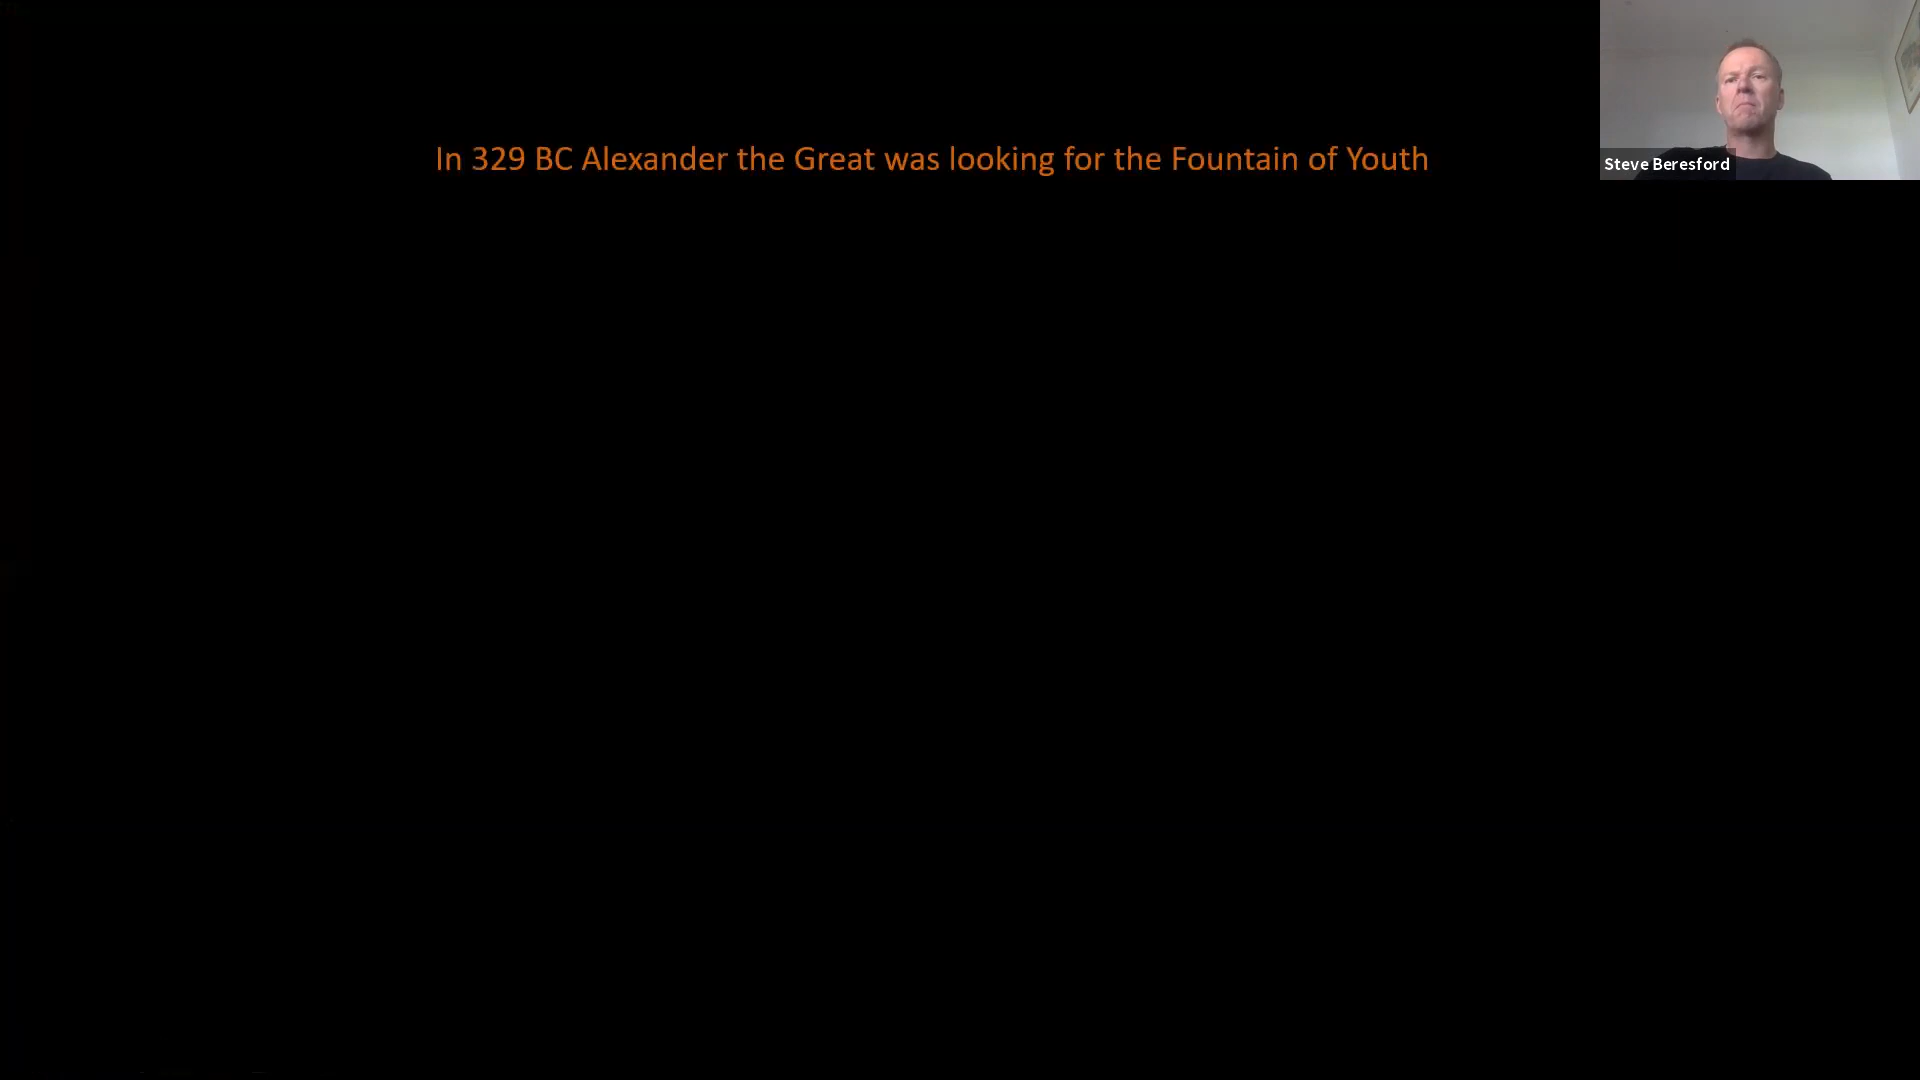 In 329 BC Alexander the Great was looking for the Fountain of Youth
Steve Beresford